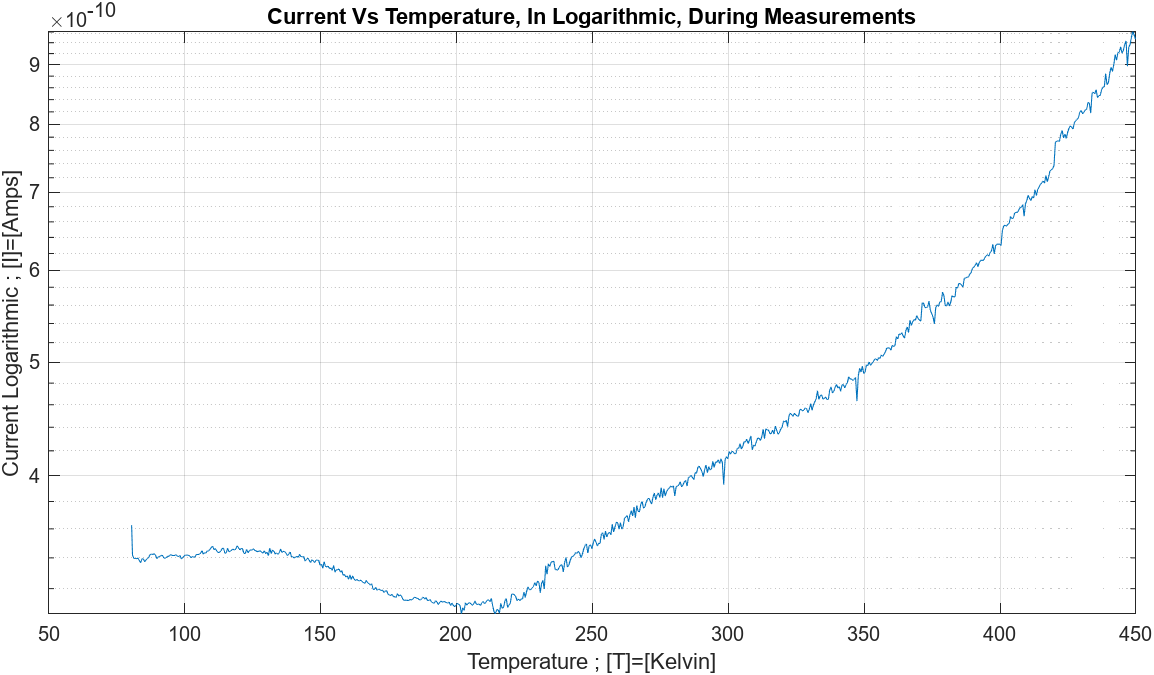 Current Vs Temperature, In Logarithmic, During Measurements
×10^-10
9
8
7
6
5
4
Current Logarithmic ; [I]=[Amps]
50 100 150 200 250 300 350 400 450
Temperature ; [T]=[Kelvin]